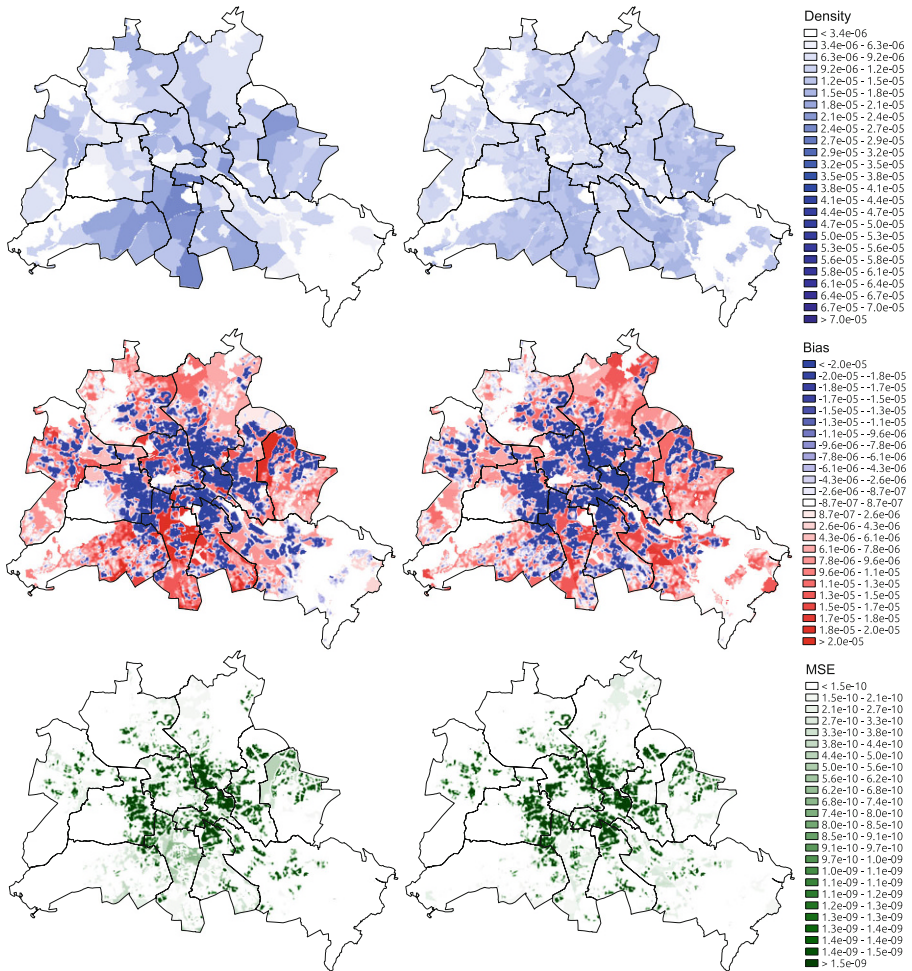 Density
< 3.4e-06
3.4e-06 - 6.3e-06
6.3e-06 - 9.2e-06
9.2e-06 - 1.2e-05
1.2e-05 - 1.5e-05
1.5e-05 - 1.8e-05
1.8e-05 - 2.1e-05
2.1e-05 - 2.4e-05
2.4e-05 - 2.7e-05
2.7e-05 - 2.9e-05
2.9e-05 - 3.2e-05
3.2e-05 - 3.5e-05
3.5e-05 - 3.8e-05
3.8e-05 - 4.1e-05
4.1e-05 - 4.4e-05
4.4e-05 - 4.7e-05
4.7e-05 - 5.0e-05
5.0e-05 - 5.3e-05
5.3e-05 - 5.6e-05
5.6e-05 - 5.8e-05
5.8e-05 - 6.1e-05
6.1e-05 - 6.4e-05
6.4e-05 - 6.7e-05
6.7e-05 - 7.0e-05
> 7.0e-05
Bias
< -2.0e-05
-2.0e-05 - -1.8e-05
-1.8e-05 - -1.7e-05
-1.7e-05 - -1.5e-05
-1.5e-05 - -1.3e-05
-1.3e-05 - -1.1e-05
-1.1e-05 - -9.6e-06
-9.6e-06 - -7.8e-06
-7.8e-06 - -6.1e-06
-6.1e-06 - -4.3e-06
-4.3e-06 - -2.6e-06
-2.6e-06 - -8.7e-07
-8.7e-07 - 8.7e-07
8.7e-07 - 2.6e-06
2.6e-06 - 4.3e-06
4.3e-06 - 6.1e-06
6.1e-06 - 7.8e-06
7.8e-06 - 9.6e-06
9.6e-06 - 1.1e-05
1.1e-05 - 1.3e-05
1.3e-05 - 1.5e-05
1.5e-05 - 1.7e-05
1.7e-05 - 1.8e-05
1.8e-05 - 2.0e-05
> 2.0e-05
MSE
< 1.5e-10
1.5e-10 - 2.1e-10
2.1e-10 - 2.7e-10
2.7e-10 - 3.3e-10
3.3e-10 - 3.8e-10
3.8e-10 - 4.4e-10
4.4e-10 - 5.0e-10
5.0e-10 - 5.6e-10
5.6e-10 - 6.2e-10
6.2e-10 - 6.8e-10
6.8e-10 - 7.4e-10
7.4e-10 - 8.0e-10
8.0e-10 - 8.5e-10
8.5e-10 - 9.1e-10
9.1e-10 - 9.7e-10
9.7e-10 - 1.0e-09
1.0e-09 - 1.1e-09
1.1e-09 - 1.1e-09
1.1e-09 - 1.2e-09
1.2e-09 - 1.3e-09
1.3e-09 - 1.3e-09
1.3e-09 - 1.4e-09
1.4e-09 - 1.4e-09
1.4e-09 - 1.5e-09
> 1.5e-09